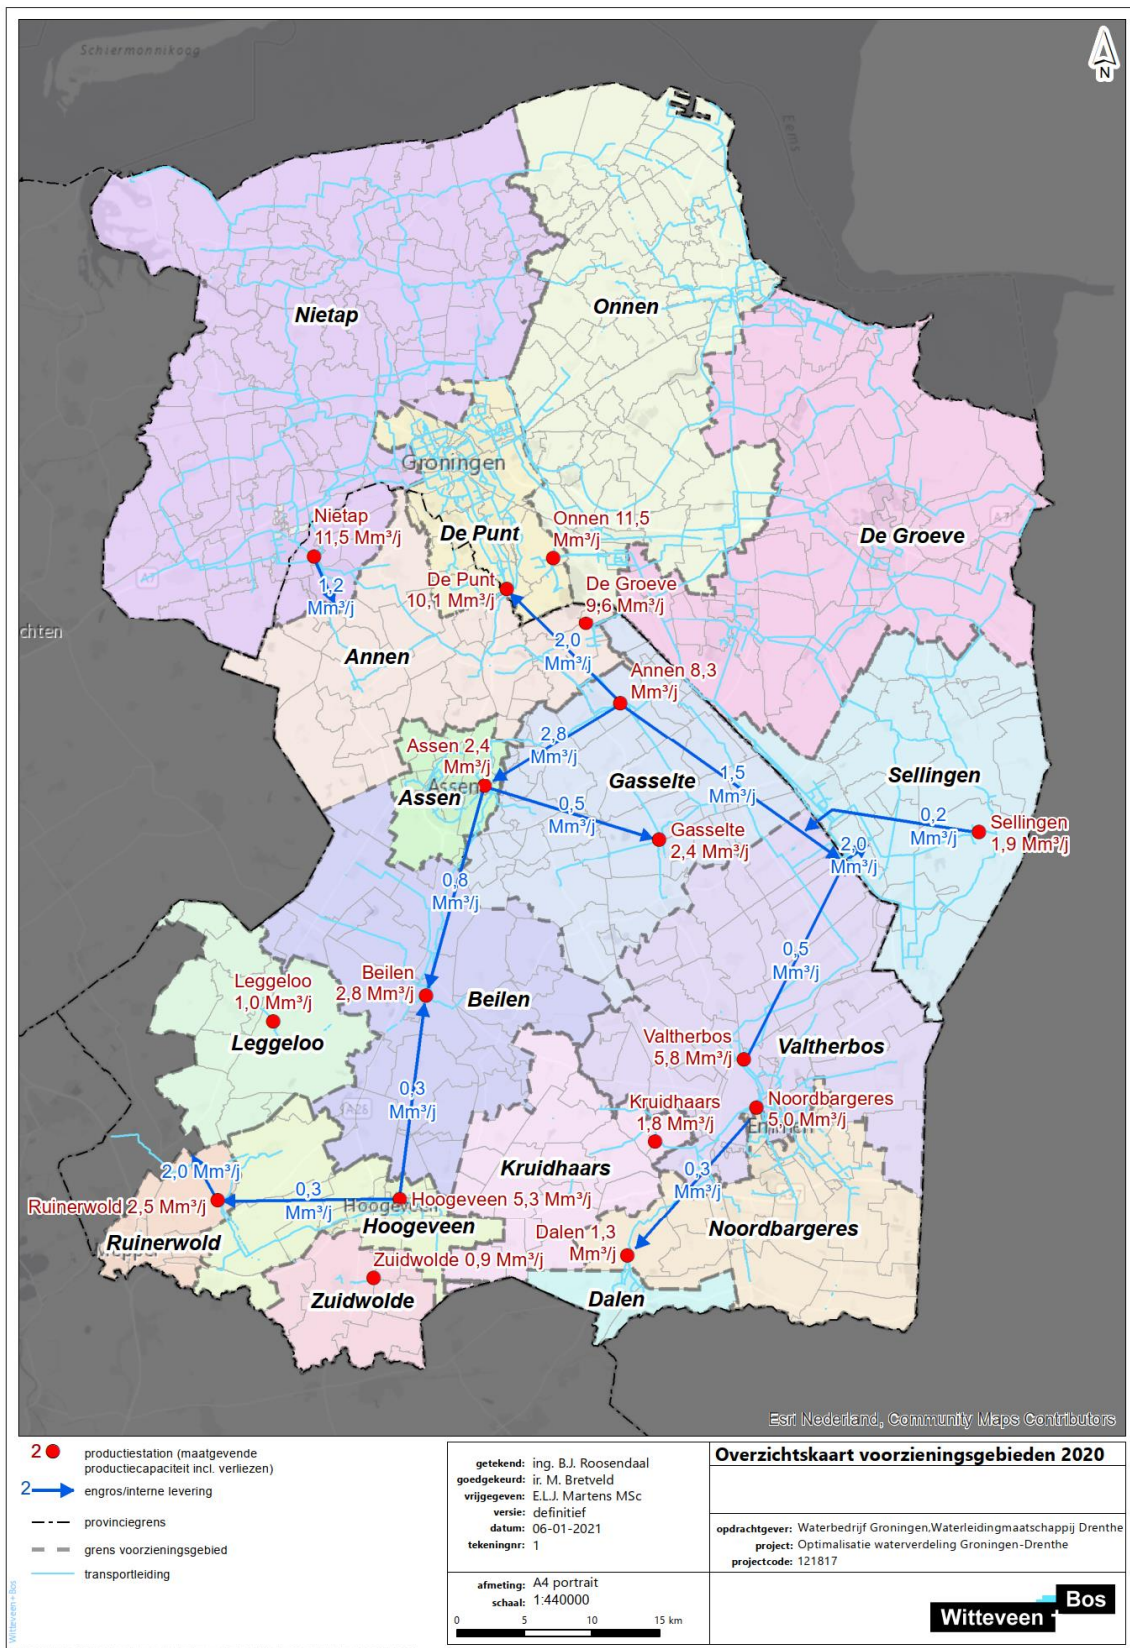 Schiermonnikoog
Eems
N
Nietap
Onnen
Groningen
Nietap
11,5 Mm³/j
De Punt
Onnen 11,5
Mm³/j
De Groeve
A7
A7
1,2
Mm³/j
De Punt
10,1 Mm³/j
De Groeve
9,6 Mm³/j
chten
2,0
Mm³/j
Annen
Annen 8,3
Mm³/j
Assen 2,4
Mm³/j
2,8
Mm³/j
Gasselte
1,5
Mm³/j
Sellingen
Assen
Assen
0,5
Mm³/j
Gasselte
2,4 Mm³/j
0,2
Mm³/j
Sellingen
1,9 Mm³/j
2,0
Mm³/j
0,8
Mm³/j
0,5
Mm³/j
Beilen
2,8 Mm³/j
Beilen
Leggeloo
1,0 Mm³/j
Leggeloo
Valtherbos
5,8 Mm³/j
Valtherbos
0,3
Mm³/j
A28
Kruidhaars
1,8 Mm³/j
Noordbargeres
5,0 Mm³/j
Kruidhaars
2,0 Mm³/j
0,3
Mm³/j
0,3
Mm³/j
A37
Ruinerwold 2,5 Mm³/j
Hoogeveen 5,3 Mm³/j
Hoogeveen
Hoogeveen
Ruinerwold
Noordbargeres
Dalen 1,3
Mm³/j
Zuidwolde 0,9 Mm³/j
Zuidwolde
Dalen
Esri Nederland, Community Maps Contributors
2 productiestation (maatgevende
productiecapaciteit incl. verliezen)
2 engros/interne levering
provinciegrens
grens voorzieningsgebied
transportleiding
Witteveen+Bos
getekend: ing. B.J. Roosendaal
goedgekeurd: ir. M. Bretveld
vrijgegeven: E.L.J. Martens MSc
versie: definitief
datum: 06-01-2021
tekeningnr: 1
afmeting: A4 portrait
schaal: 1:440000
0 5 10 15 km
Overzichtskaart voorzieningsgebieden 2020
opdrachtgever: Waterbedrijf Groningen,Waterleidingmaatschappij Drenthe
project: Optimalisatie waterverdeling Groningen-Drenthe
projectcode: 121817
Witteveen + Bos